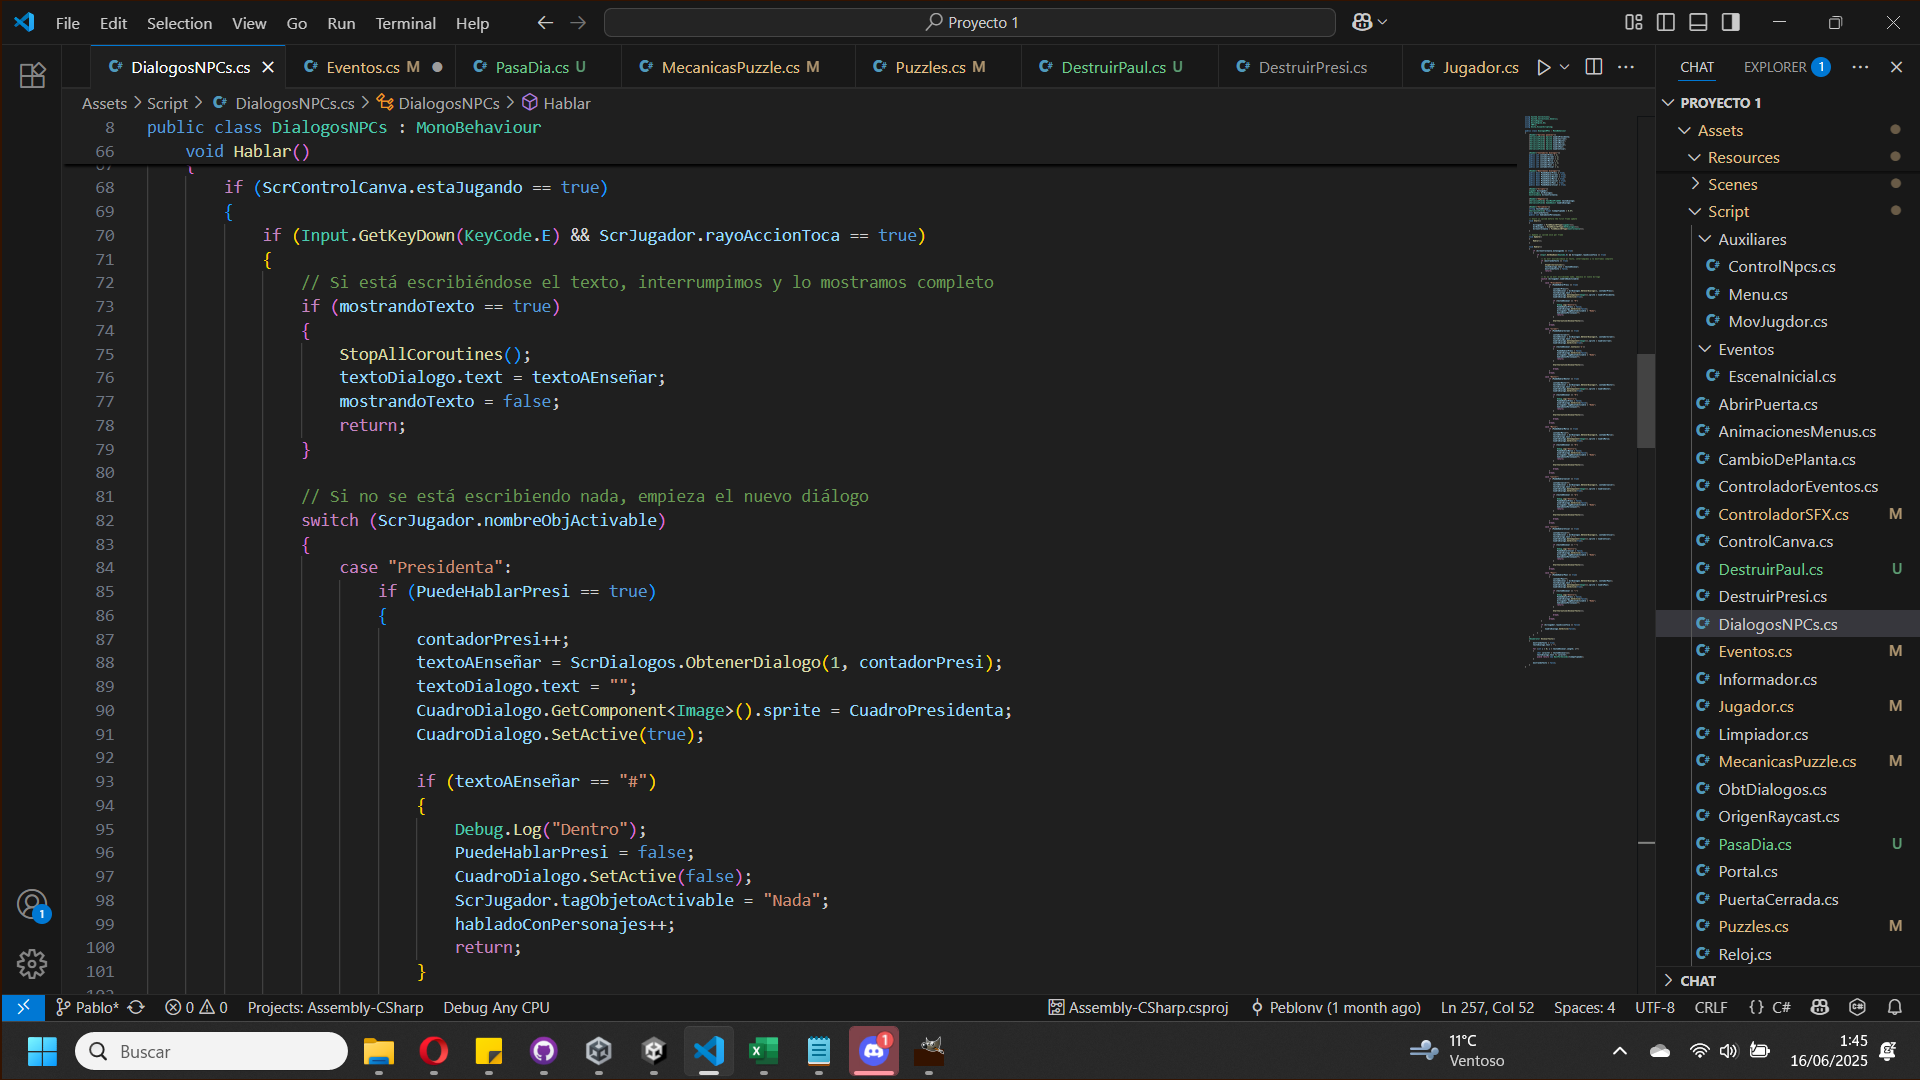 File Edit Selection View Go Run Terminal Help
Proyecto 1
DialogosNPCs.cs
Eventos.cs M
PasaDia.cs U
MecanicasPuzzle.cs M
Puzzles.cs M
DestruirPaul.cs U
DestruirPresi.cs
Jugador.cs
CHAT
EXPLORER 1
Assets > Script > DialogosNPCs.cs > DialogosNPCs > Hablar
8 public class DialogosNPCs : MonoBehaviour
66 void Hablar()
67 {
68 if (ScrControlCanva.estaJugando == true)
69 {
70 if (Input.GetKeyDown(KeyCode.E) && ScrJugador.rayoAccionToca == true)
71 {
72 // Si está escribiéndose el texto, interrumpimos y lo mostramos completo
73 if (mostrandoTexto == true)
74 {
75 StopAllCoroutines();
76 textoDialogo.text = textoAEnseñar;
77 mostrandoTexto = false;
78 return;
79 }
80
81 // Si no se está escribiendo nada, empieza el nuevo diálogo
82 switch (ScrJugador.nombreObjActivable)
83 {
84 case "Presidenta":
85 if (PuedeHablarPresi == true)
86 {
87 contadorPresi++;
88 textoAEnseñar = ScrDialogos.ObtenerDialogo(1, contadorPresi);
89 textoDialogo.text = "";
90 CuadroDialogo.GetComponent<Image>().sprite = CuadroPresidenta;
91 CuadroDialogo.SetActive(true);
92
93 if (textoAEnseñar == "#")
94 {
95 Debug.Log("Dentro");
96 PuedeHablarPresi = false;
97 CuadroDialogo.SetActive(false);
98 ScrJugador.tagObjetoActivable = "Nada";
99 habladoConPersonajes++;
100 return;
101 }
PROYECTO 1
Assets
Resources
Scenes
Script
Auxiliares
ControlNpcs.cs
Menu.cs
MovJugdor.cs
Eventos
EscenaInicial.cs
AbrirPuerta.cs
AnimacionesMenus.cs
CambioDePlanta.cs
ControladorEventos.cs
ControladorSFX.cs M
ControlCanva.cs
DestruirPaul.cs U
DestruirPresi.cs
DialogosNPCs.cs
Eventos.cs M
Informador.cs
Jugador.cs M
Limpiador.cs
MecanicasPuzzle.cs M
ObtDialogos.cs
OrigenRaycast.cs
PasaDia.cs U
Portal.cs
PuertaCerrada.cs
Puzzles.cs M
Reloj.cs
CHAT
1
Pablo* 0 0 Projects: Assembly-CSharp Debug Any CPU
Assembly-CSharp.csproj Peblonv (1 month ago) Ln 257, Col 52 Spaces: 4 UTF-8 CRLF {} C#
Buscar
1
11°C
Ventoso
1:45
16/06/2025